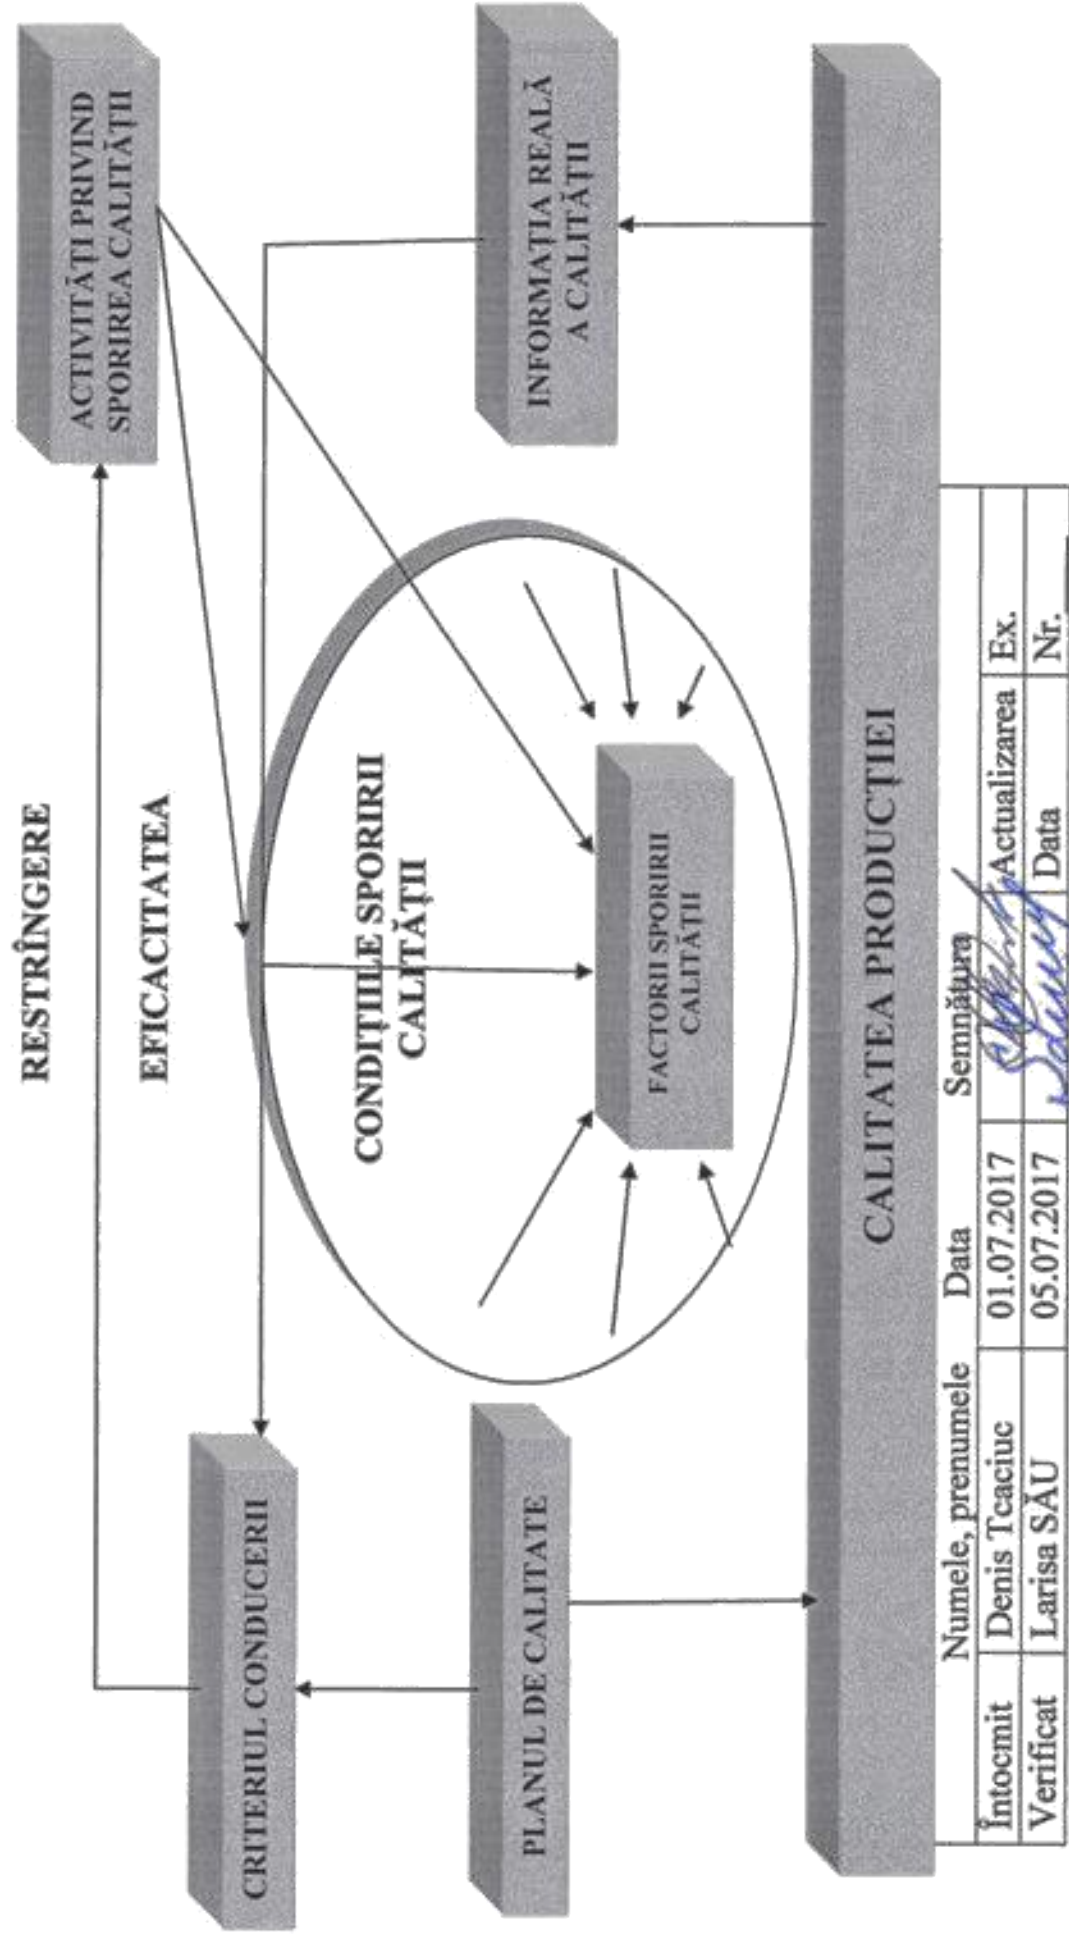 RESTRÎNGERE
EFICACITATEA
CRITERIUL CONDUCERII
ACTIVITĂȚI PRIVIND
SPORIREA CALITĂȚII
CONDIȚIILE SPORIRII
CALITĂȚII
PLANUL DE CALITATE
FACTORII SPORIRII
CALITĂȚII
INFORMAȚIA REALĂ
A CALITĂȚII
CALITATEA PRODUCȚIEI
Numele, prenumele Data Semnătura
Întocmit Denis Tcaciuc 01.07.2017 Actualizarea Ex.
Verificat Larisa SĂU 05.07.2017 Data Nr.